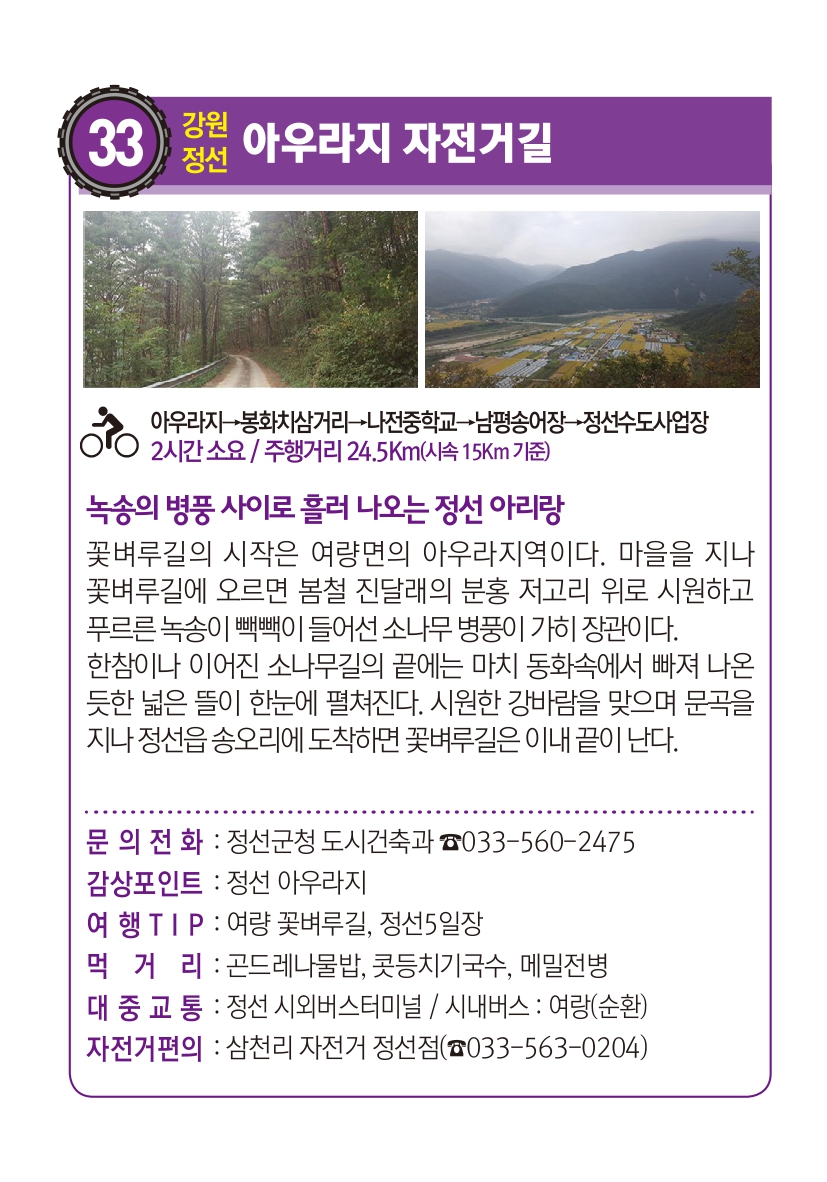 33
강원
정선
아우라지 자전거길
아우라지→봉화치삼거리→나전중학교→남평송어장→정선수도사업장
2시간 소요 / 주행거리 24.5Km(시속 15Km 기준)
녹송의 병풍 사이로 흘러 나오는 정선 아리랑
꽃벼루길의 시작은 여량면의 아우라지역이다. 마을을 지나
꽃벼루길에 오르면 봄철 진달래의 분홍 저고리 위로 시원하고
푸르른 녹송이 빽빽이 들어선 소나무 병풍이 가히 장관이다.
한참이나 이어진 소나무길의 끝에는 마치 동화속에서 빠져 나온
듯한 넓은 뜰이 한눈에 펼쳐진다. 시원한 강바람을 맞으며 문곡을
지나 정선읍 송오리에 도착하면 꽃벼루길은 이내 끝이 난다.
문의전화 : 정선군청 도시건축과 ☎033-560-2475
감상포인트 : 정선 아우라지
여행TIP : 여량 꽃벼루길, 정선5일장
먹거리 : 곤드레나물밥, 콧등치기국수, 메밀전병
대중교통 : 정선 시외버스터미널 / 시내버스 : 여랑(순환)
자전거편의 : 삼천리 자전거 정선점(☎033-563-0204)